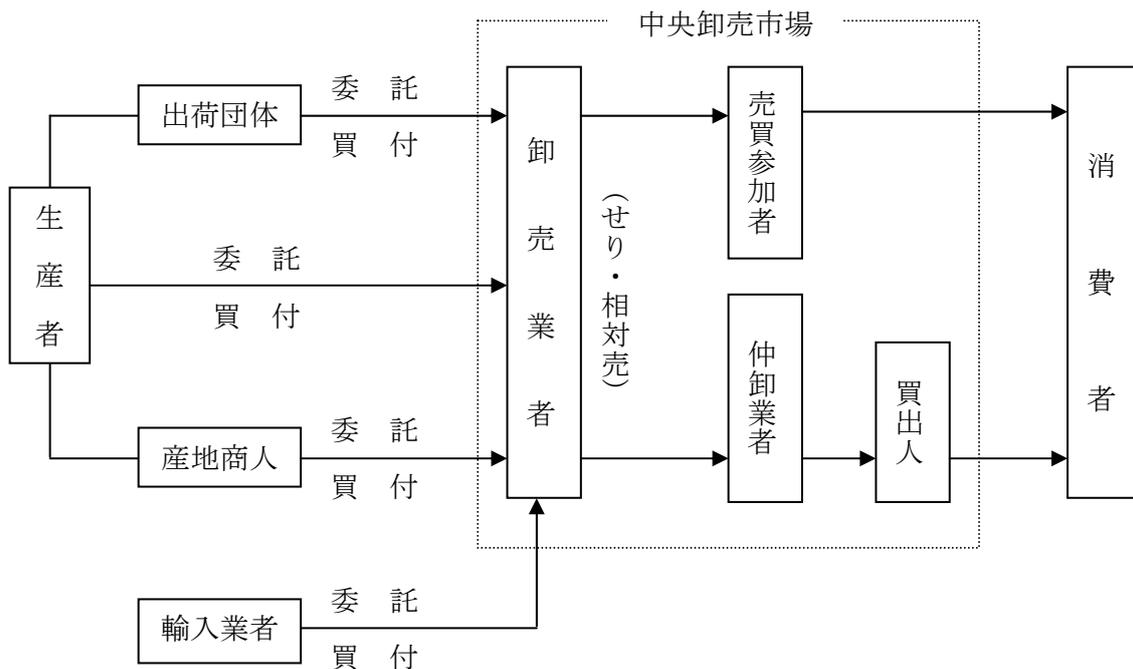 中央卸売市場
出荷団体
委 託
買 付
生産者
委 託
買 付
産地商人
委 託
買 付
輸入業者
委 託
買 付
卸売業者
(せり・相対売)
売買参加者
仲卸業者
買出人
消費者